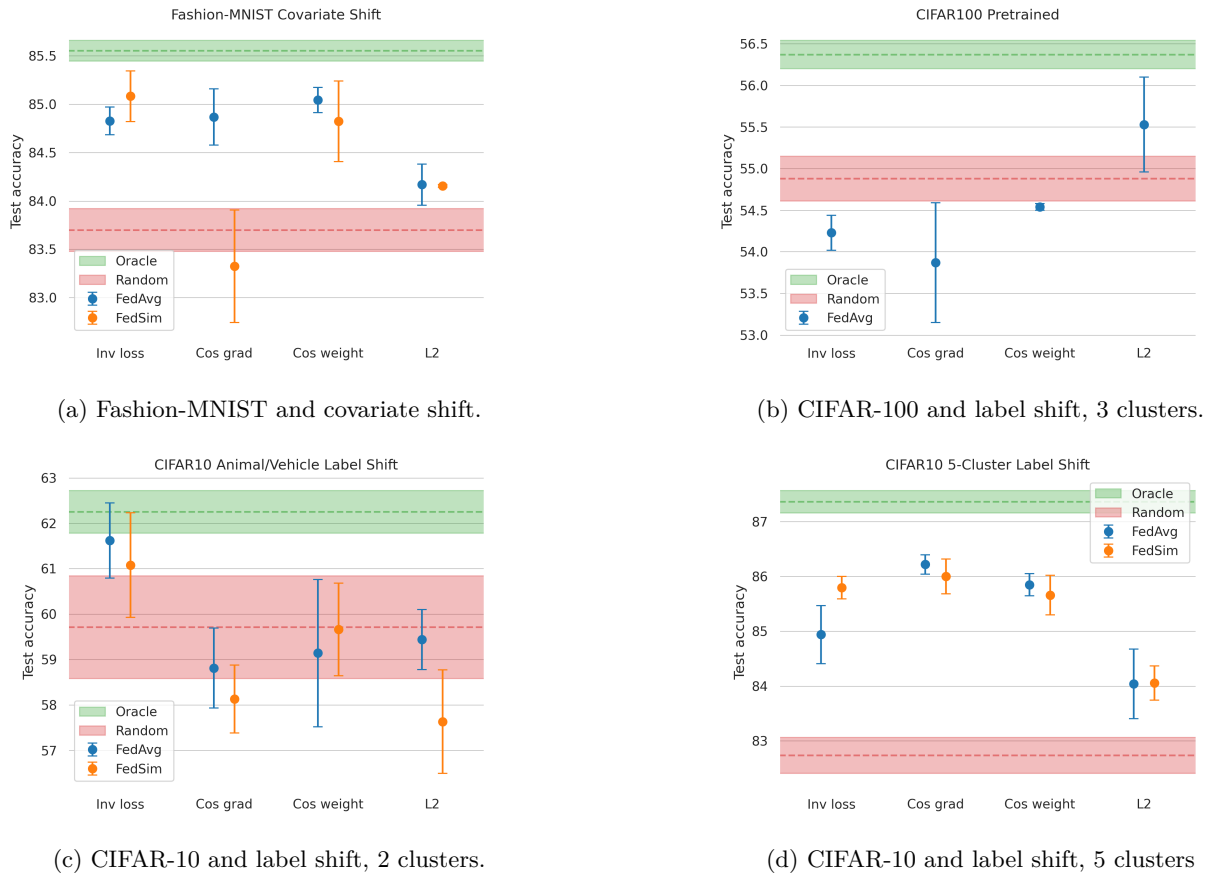 Fashion-MNIST Covariate Shift
85.5
85.0
84.5
84.0
83.5
83.0
Test accuracy
Oracle
Random
FedAvg
FedSim
Inv loss Cos grad Cos weight L2
(a) Fashion-MNIST and covariate shift.
CIFAR100 Pretrained
56.5
56.0
55.5
55.0
54.5
54.0
53.5
53.0
Test accuracy
Oracle
Random
FedAvg
Inv loss Cos grad Cos weight L2
(b) CIFAR-100 and label shift, 3 clusters.
CIFAR10 Animal/Vehicle Label Shift
63
62
61
60
59
58
57
Test accuracy
Oracle
Random
FedAvg
FedSim
Inv loss Cos grad Cos weight L2
(c) CIFAR-10 and label shift, 2 clusters.
CIFAR10 5-Cluster Label Shift
87
86
85
84
83
Test accuracy
Oracle
Random
FedAvg
FedSim
Inv loss Cos grad Cos weight L2
(d) CIFAR-10 and label shift, 5 clusters